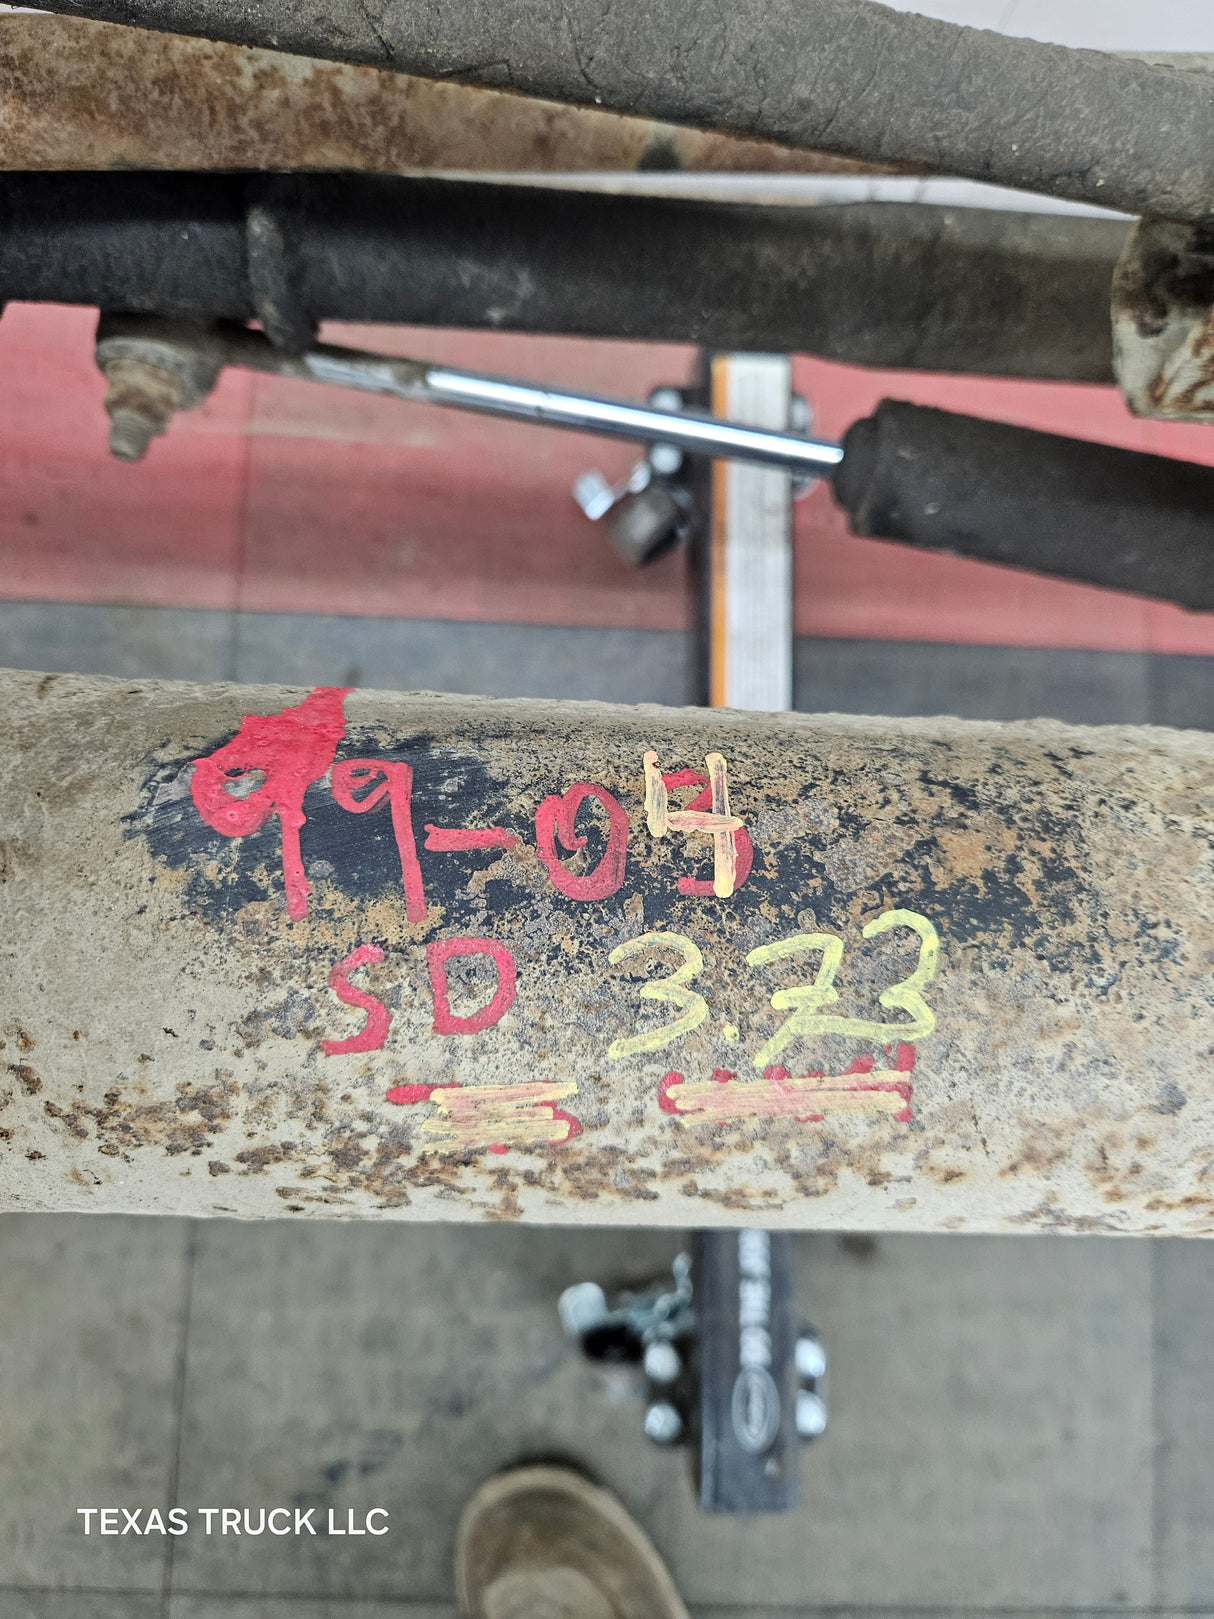 99-04
SD 3.73
TEXAS TRUCK LLC